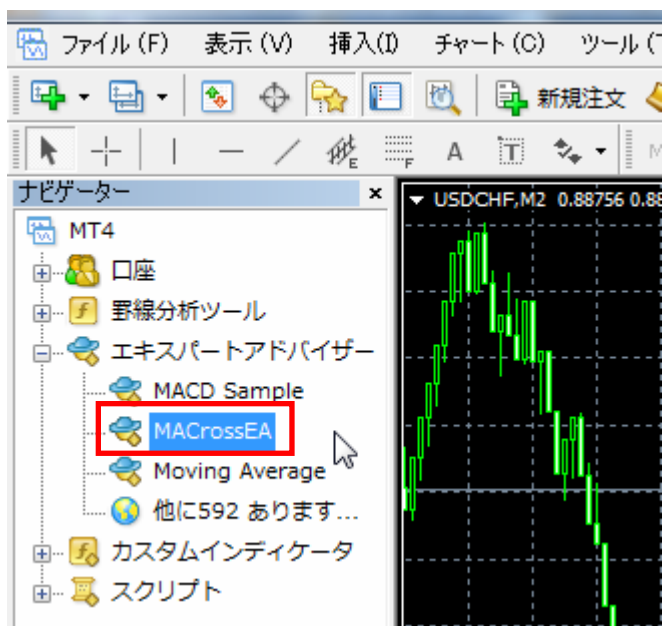 ファイル (F) 表示 (V) 挿入(I) チャート (C) ツール (T
新規注文
E F A T M
ナビゲーター
USDCHF,M2 0.88756 0.88
MT4
口座
罫線分析ツール
エキスパートアドバイザー
MACD Sample
MACrossEA
Moving Average
他に592 あります...
カスタムインディケータ
スクリプト